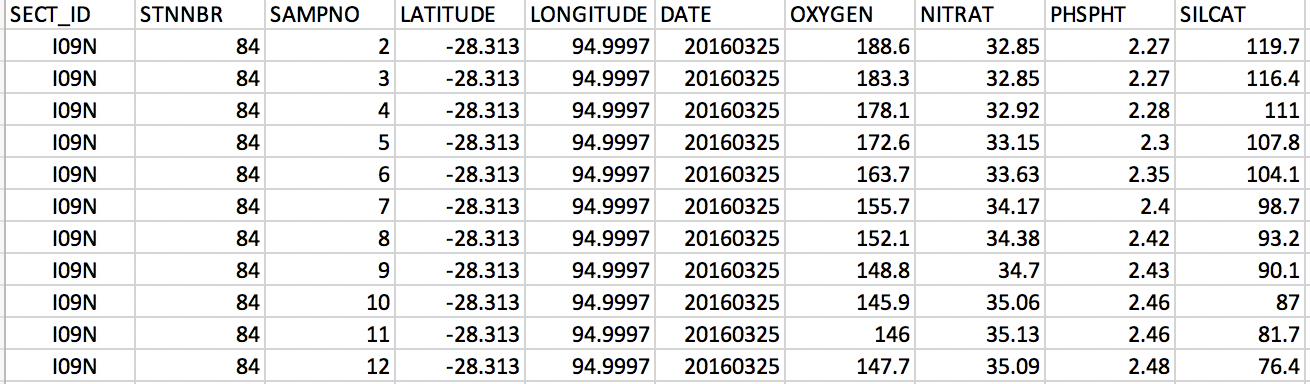 SECT_ID STNNBR SAMPNO LATITUDE LONGITUDE DATE OXYGEN NITRAT PHSPHT SILCAT
I09N 84 2 -28.313 94.9997 20160325 188.6 32.85 2.27 119.7
I09N 84 3 -28.313 94.9997 20160325 183.3 32.85 2.27 116.4
I09N 84 4 -28.313 94.9997 20160325 178.1 32.92 2.28 111
I09N 84 5 -28.313 94.9997 20160325 172.6 33.15 2.3 107.8
I09N 84 6 -28.313 94.9997 20160325 163.7 33.63 2.35 104.1
I09N 84 7 -28.313 94.9997 20160325 155.7 34.17 2.4 98.7
I09N 84 8 -28.313 94.9997 20160325 152.1 34.38 2.42 93.2
I09N 84 9 -28.313 94.9997 20160325 148.8 34.7 2.43 90.1
I09N 84 10 -28.313 94.9997 20160325 145.9 35.06 2.46 87
I09N 84 11 -28.313 94.9997 20160325 146 35.13 2.46 81.7
I09N 84 12 -28.313 94.9997 20160325 147.7 35.09 2.48 76.4